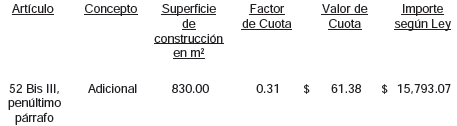 Artículo Concepto Superficie de construcción en m² Factor de Cuota Valor de Cuota Importe según Ley
52 Bis III, penúltimo párrafo Adicional 830.00 0.31 $ 61.38 $ 15,793.07